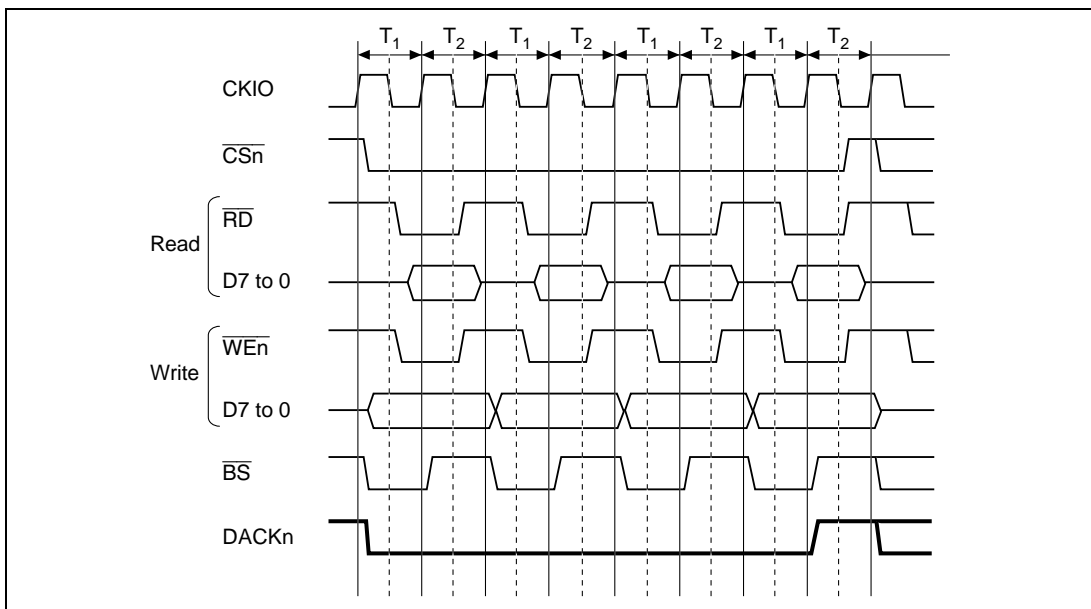 T1 T2 T1 T2 T1 T2 T1 T2
CKIO
CSn
RD
Read
D7 to 0
WEn
Write
D7 to 0
BS
DACKn